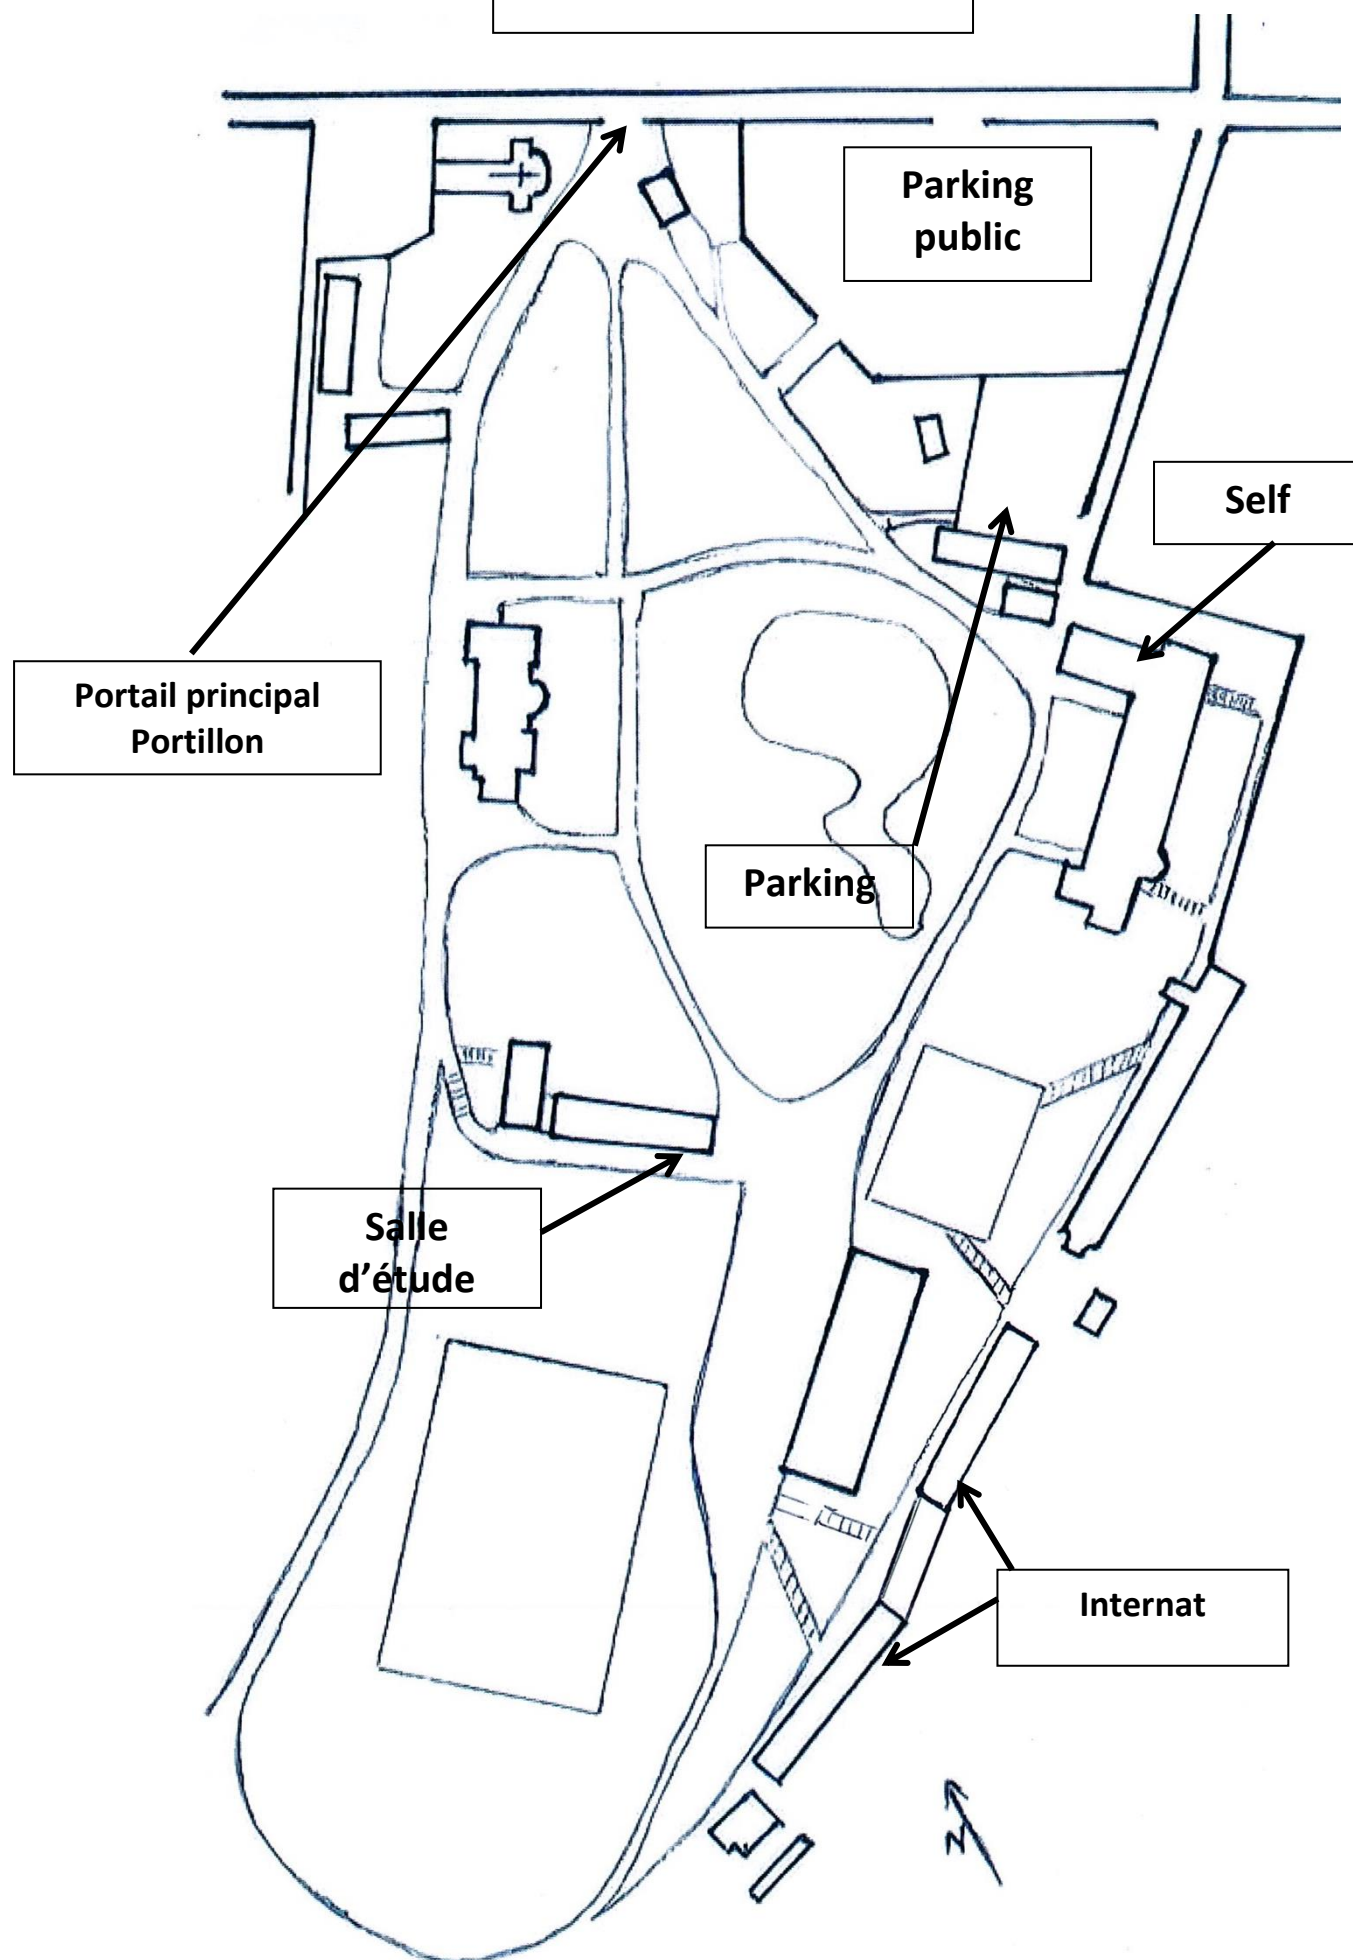 Parking
public
Self
Portail principal
Portillon
Parking
Salle
d’étude
Internat
N